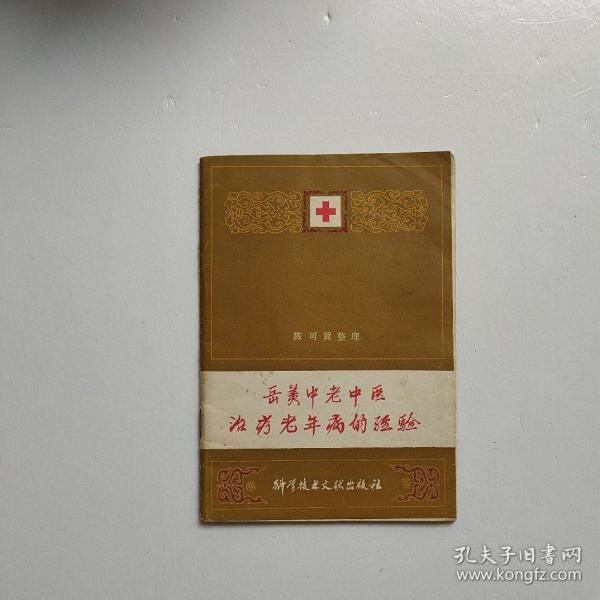 陈可冀整理
岳美中老中医
治疗老年病的经验
科学技术文献出版社
孔夫子旧书网
www.kongfz.com